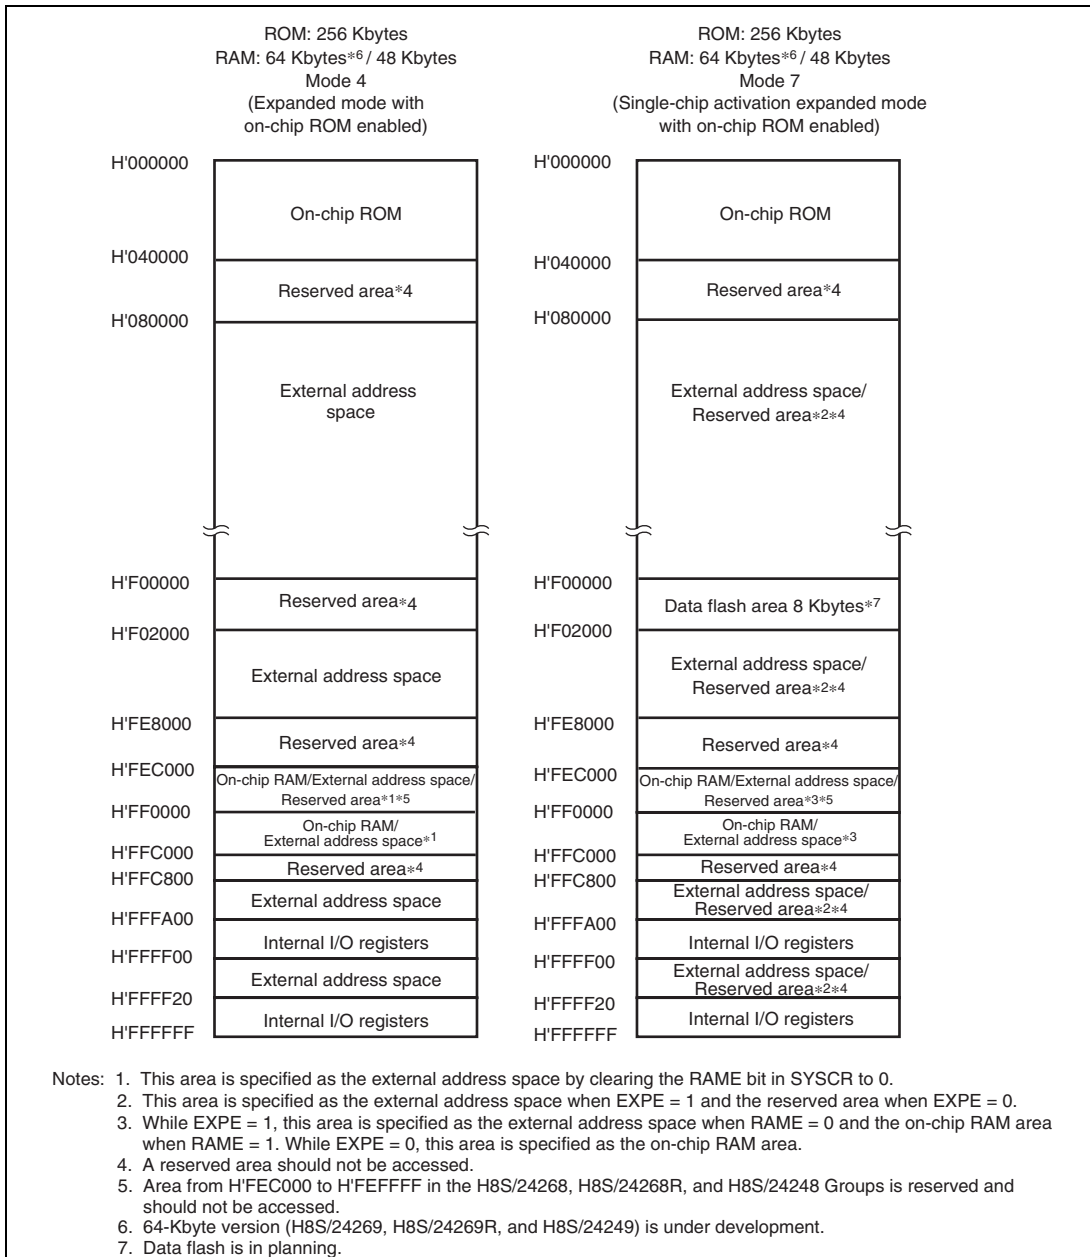 ROM: 256 Kbytes
RAM: 64 Kbytes*6 / 48 Kbytes
Mode 4
(Expanded mode with
on-chip ROM enabled)
H'000000
On-chip ROM
H'040000
Reserved area*4
H'080000
External address
space
H'F00000
Reserved area*4
H'F02000
External address space
H'FE8000
Reserved area*4
H'FEC000
On-chip RAM/External address space/
Reserved area*1*5
H'FF0000
On-chip RAM/
External address space*1
H'FFC000
Reserved area*4
H'FFC800
External address space
H'FFFA00
Internal I/O registers
H'FFFF00
External address space
H'FFFF20
Internal I/O registers
H'FFFFFF
ROM: 256 Kbytes
RAM: 64 Kbytes*6 / 48 Kbytes
Mode 7
(Single-chip activation expanded mode
with on-chip ROM enabled)
H'000000
On-chip ROM
H'040000
Reserved area*4
H'080000
External address space/
Reserved area*2*4
H'F00000
Data flash area 8 Kbytes*7
H'F02000
External address space/
Reserved area*2*4
H'FE8000
Reserved area*4
H'FEC000
On-chip RAM/External address space/
Reserved area*3*5
H'FF0000
On-chip RAM/
External address space*3
H'FFC000
Reserved area*4
H'FFC800
External address space/
Reserved area*2*4
H'FFFA00
Internal I/O registers
H'FFFF00
External address space/
Reserved area*2*4
H'FFFF20
Internal I/O registers
H'FFFFFF
Notes: 1. This area is specified as the external address space by clearing the RAME bit in SYSCR to 0.
2. This area is specified as the external address space when EXPE = 1 and the reserved area when EXPE = 0.
3. While EXPE = 1, this area is specified as the external address space when RAME = 0 and the on-chip RAM area
when RAME = 1. While EXPE = 0, this area is specified as the on-chip RAM area.
4. A reserved area should not be accessed.
5. Area from H'FEC000 to H'FEFFFF in the H8S/24268, H8S/24268R, and H8S/24248 Groups is reserved and
should not be accessed.
6. 64-Kbyte version (H8S/24269, H8S/24269R, and H8S/24249) is under development.
7. Data flash is in planning.